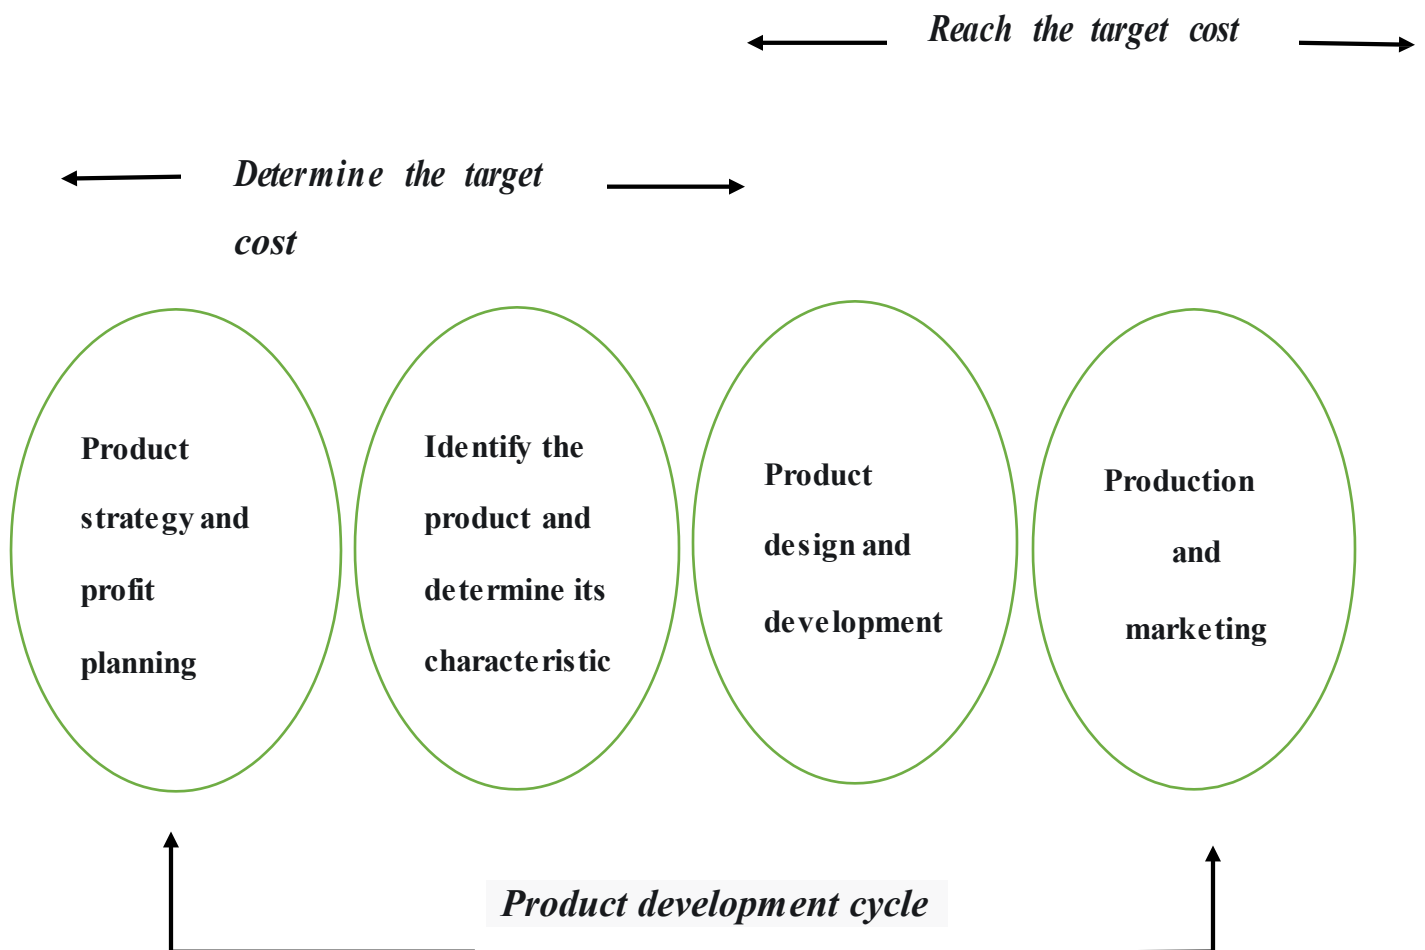 Reach the target cost
Determine the target
cost
Product
strategy and
profit
planning
Identify the
product and
determine its
characteristic
Product
design and
development
Production
and
marketing
Product development cycle